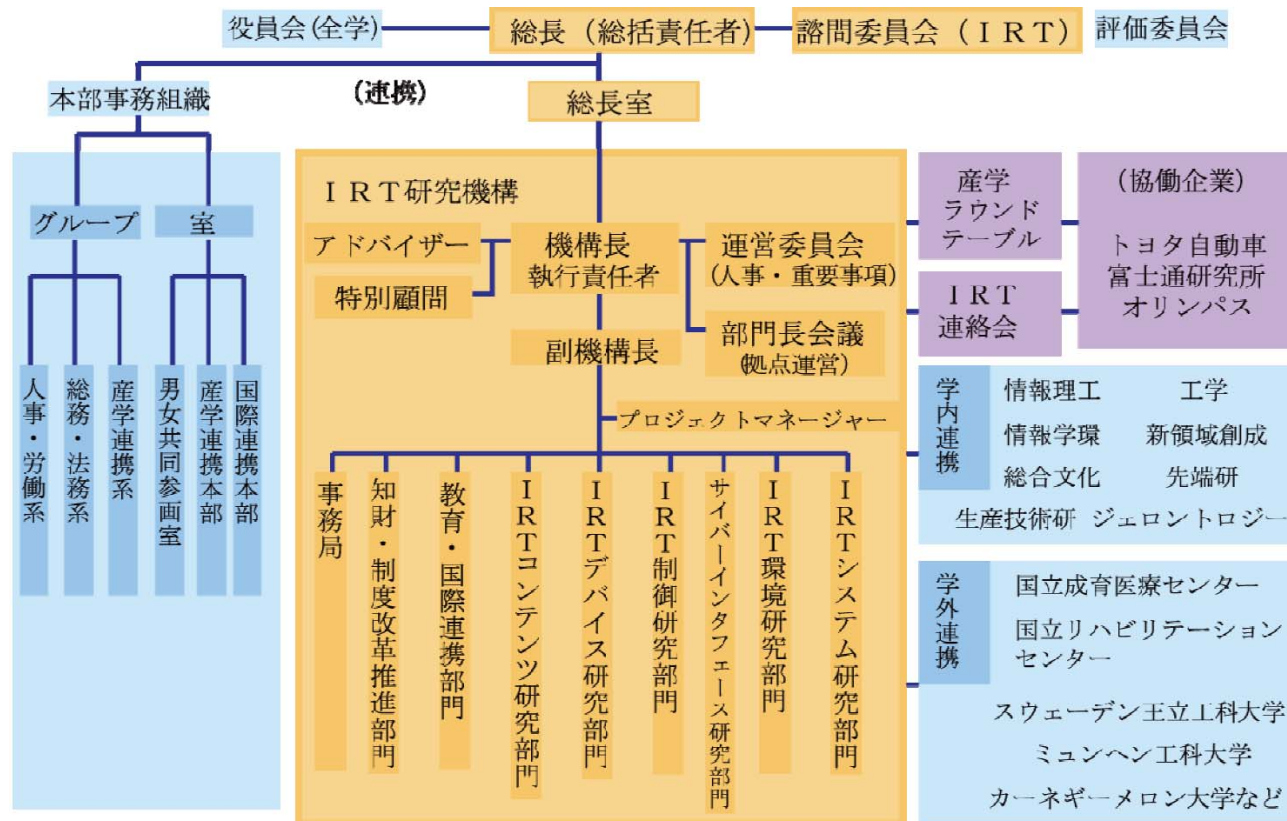 役員会(全学)
総長（総括責任者）
諮問委員会（ＩＲＴ）
評価委員会
本部事務組織
(連携)
総長室
グループ
室
人事・労働系
総務・法務系
産学連携系
男女共同参画室
産学連携本部
国際連携本部
ＩＲＴ研究機構
アドバイザー
特別顧問
機構長
執行責任者
副機構長
運営委員会
(人事・重要事項)
部門長会議
(拠点運営)
プロジェクトマネージャー
事務局
知財・制度改革推進部門
教育・国際連携部門
ＩＲＴコンテンツ研究部門
ＩＲＴデバイス研究部門
ＩＲＴ制御研究部門
サイバーインタフェース研究部門
ＩＲＴ環境研究部門
ＩＲＴシステム研究部門
産学
ラウンド
テーブル
ＩＲＴ
連絡会
(協働企業)
トヨタ自動車
富士通研究所
オリンパス
学内連携
情報理工
工学
情報学環
新領域創成
総合文化
先端研
生産技術研
ジェロントロジー
学外連携
国立成育医療センター
国立リハビリテーション
センター
スウェーデン王立工科大学
ミュンヘン工科大学
カーネギーメロン大学など